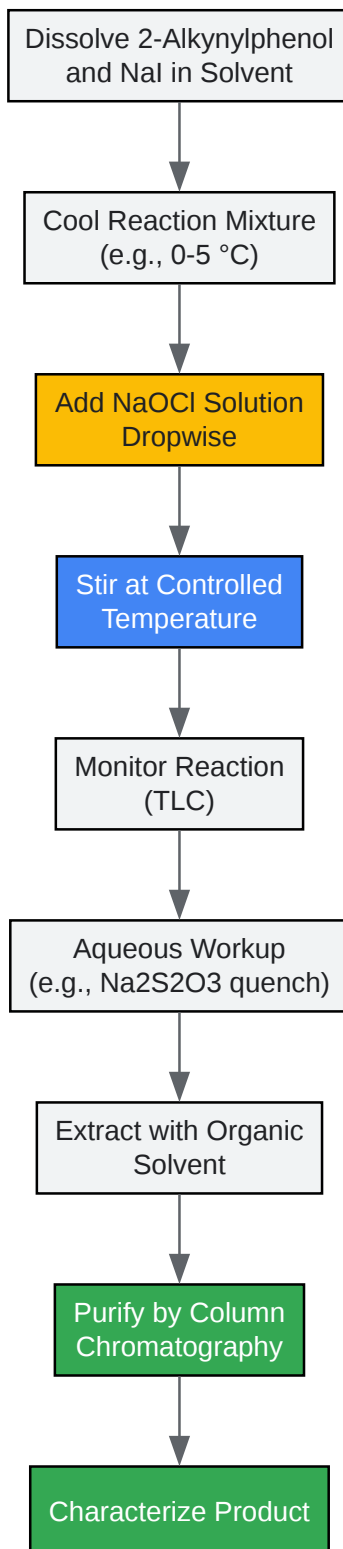 Dissolve 2-Alkynylphenol
and NaI in Solvent
Cool Reaction Mixture
(e.g., 0-5 °C)
Add NaOCl Solution
Dropwise
Stir at Controlled
Temperature
Monitor Reaction
(TLC)
Aqueous Workup
(e.g., Na2S2O3 quench)
Extract with Organic
Solvent
Purify by Column
Chromatography
Characterize Product